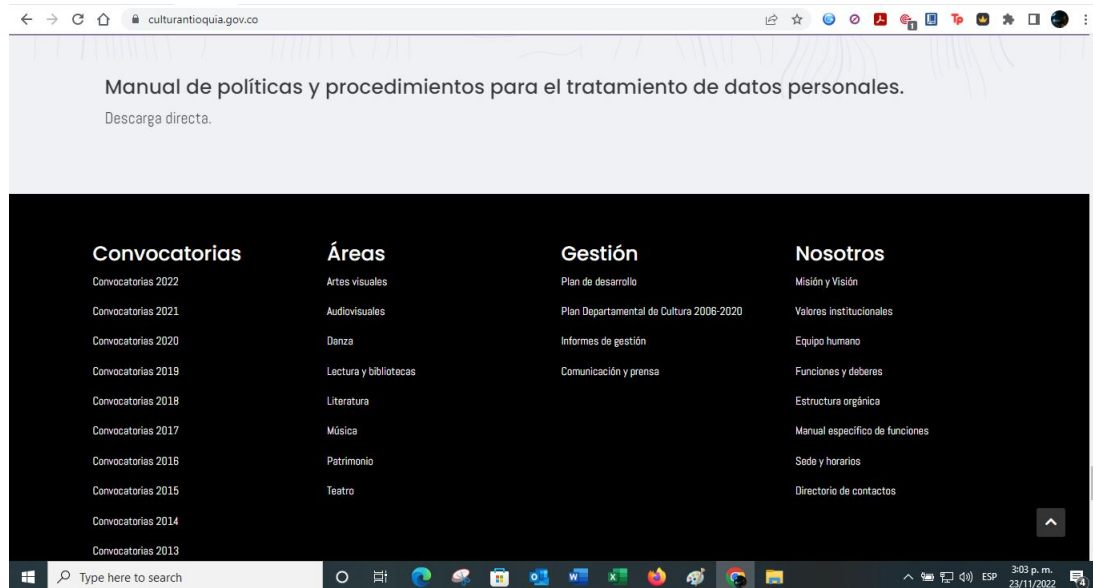 culturantioquia.gov.co
Manual de políticas y procedimientos para el tratamiento de datos personales.
Descarga directa.
Convocatorias
Convocatorias 2022
Convocatorias 2021
Convocatorias 2020
Convocatorias 2019
Convocatorias 2018
Convocatorias 2017
Convocatorias 2016
Convocatorias 2015
Convocatorias 2014
Convocatorias 2013
Áreas
Artes visuales
Audiovisuales
Danza
Lectura y bibliotecas
Literatura
Música
Patrimonio
Teatro
Gestión
Plan de desarrollo
Plan Departamental de Cultura 2006-2020
Informes de gestión
Comunicación y prensa
Nosotros
Misión y Visión
Valores institucionales
Equipo humano
Funciones y deberes
Estructura orgánica
Manual específico de funciones
Sede y horarios
Directorio de contactos
Type here to search
ESP
3:03 p. m.
23/11/2022